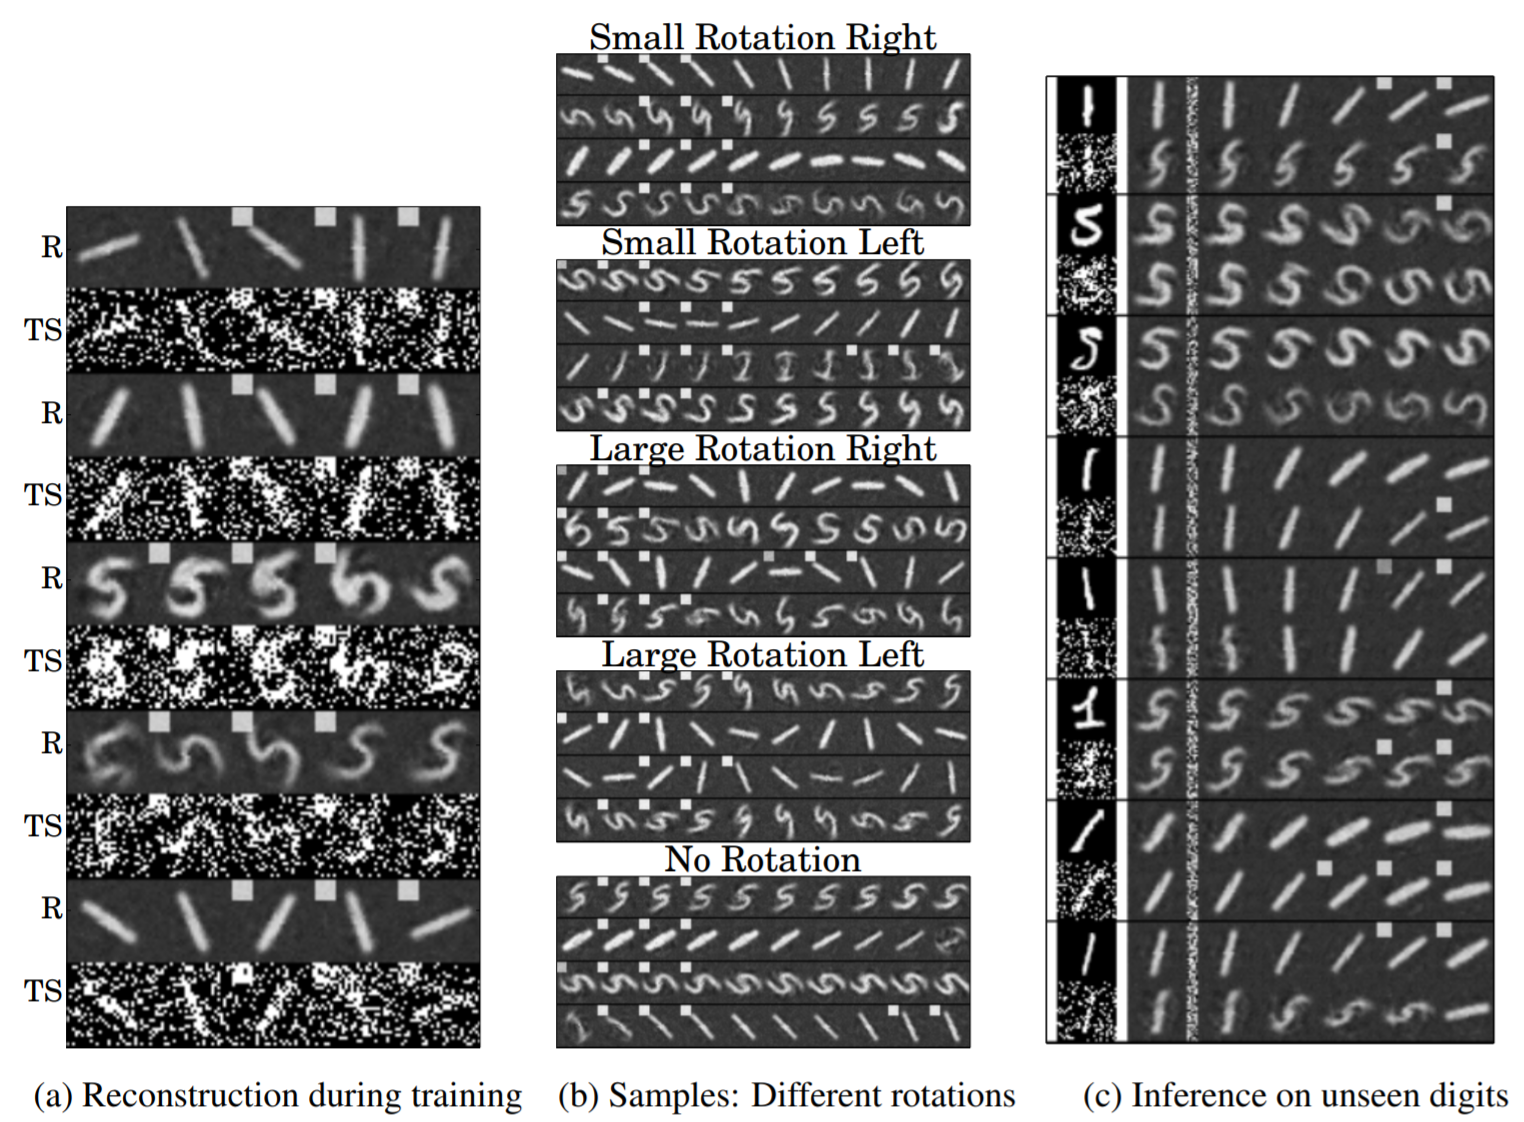 R
TS
R
TS
R
TS
R
TS
R
TS
(a) Reconstruction during training
Small Rotation Right
Small Rotation Left
Large Rotation Right
Large Rotation Left
No Rotation
(b) Samples: Different rotations
(c) Inference on unseen digits